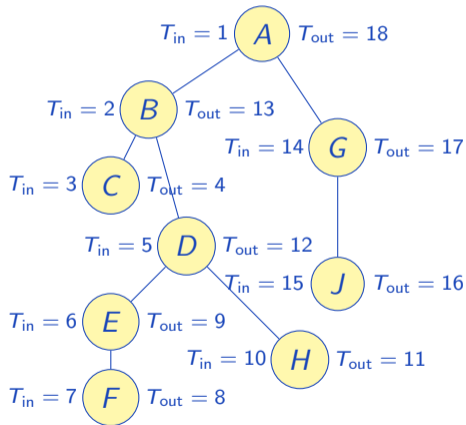 T_in = 1 A T_out = 18
T_in = 2 B T_out = 13
T_in = 14 G T_out = 17
T_in = 3 C T_out = 4
T_in = 5 D T_out = 12
T_in = 15 J T_out = 16
T_in = 6 E T_out = 9
T_in = 10 H T_out = 11
T_in = 7 F T_out = 8